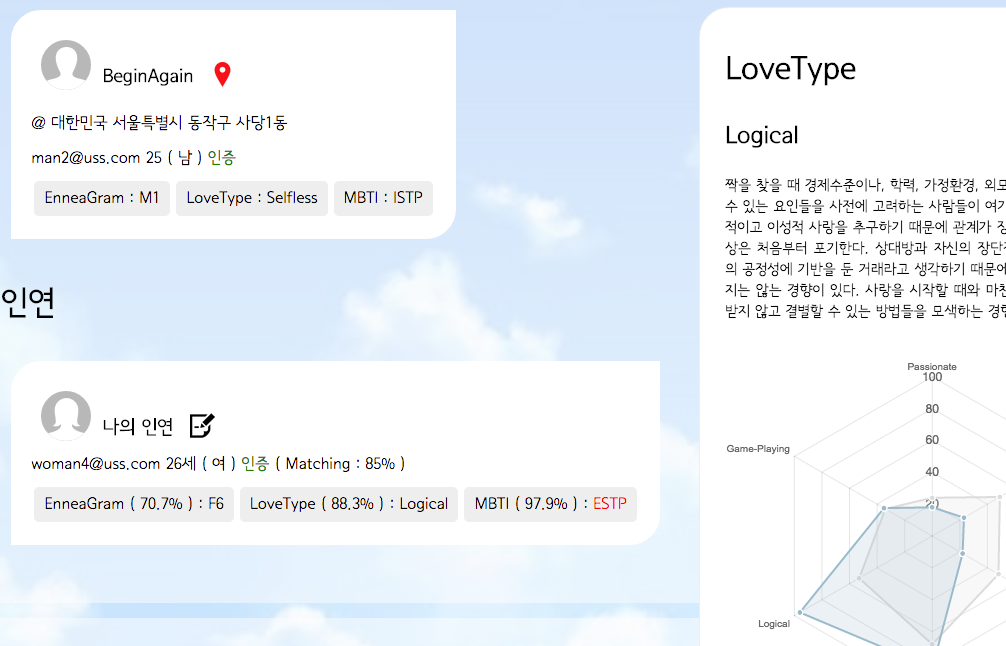 BeginAgain
@ 대한민국 서울특별시 동작구 사당1동
man2@uss.com 25 ( 남 ) 인증
EnneaGram : M1 LoveType : Selfless MBTI : ISTP
인연
나의 인연
woman4@uss.com 26세 ( 여 ) 인증 ( Matching : 85% )
EnneaGram ( 70.7% ) : F6 LoveType ( 88.3% ) : Logical MBTI ( 97.9% ) : ESTP
LoveType
Logical
짝을 찾을 때 경제수준이나, 학력, 가정환경, 외모
수 있는 요인들을 사전에 고려하는 사람들이 여기
적이고 이성적 사랑을 추구하기 때문에 관계가
상은 처음부터 포기한다. 상대방과 자신의 장단
의 공정성에 기반을 둔 거래라고 생각하기 때문에
지는 않는 경향이 있다. 사랑을 시작할 때와 마찬
받지 않고 결별할 수 있는 방법들을 모색하는 경향
Passionate
100
80
60
40
20
Game-Playing
Logical